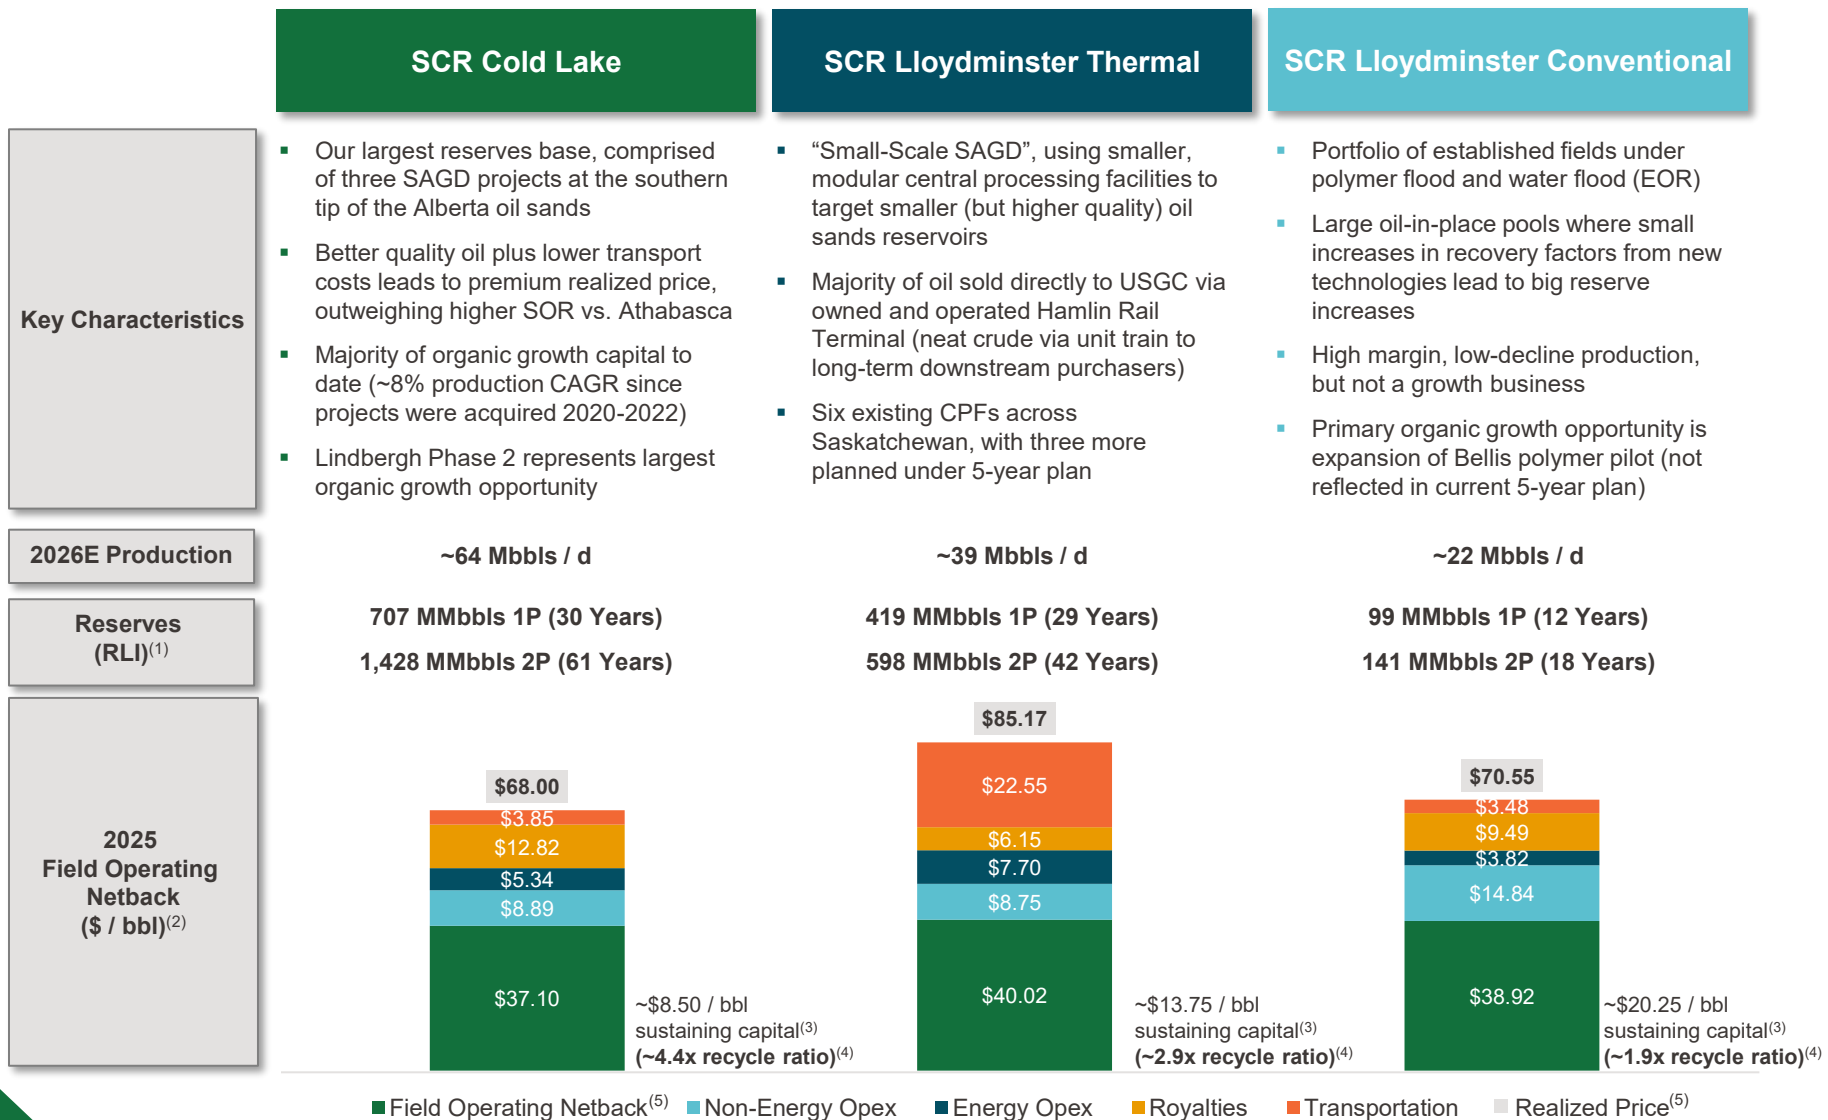 SCR Cold Lake
SCR Lloydminster Thermal
SCR Lloydminster Conventional
Key Characteristics
▪ Our largest reserves base, comprised
of three SAGD projects at the southern
tip of the Alberta oil sands
▪ Better quality oil plus lower transport
costs leads to premium realized price,
outweighing higher SOR vs. Athabasca
▪ Majority of organic growth capital to
date (~8% production CAGR since
projects were acquired 2020-2022)
▪ Lindbergh Phase 2 represents largest
organic growth opportunity
▪ “Small-Scale SAGD”, using smaller,
modular central processing facilities to
target smaller (but higher quality) oil
sands reservoirs
▪ Majority of oil sold directly to USGC via
owned and operated Hamlin Rail
Terminal (neat crude via unit train to
long-term downstream purchasers)
▪ Six existing CPFs across
Saskatchewan, with three more
planned under 5-year plan
▪ Portfolio of established fields under
polymer flood and water flood (EOR)
▪ Large oil-in-place pools where small
increases in recovery factors from new
technologies lead to big reserve
increases
▪ High margin, low-decline production,
but not a growth business
▪ Primary organic growth opportunity is
expansion of Bellis polymer pilot (not
reflected in current 5-year plan)
2026E Production
~64 Mbbls / d
~39 Mbbls / d
~22 Mbbls / d
Reserves
(RLI)(1)
707 MMbbls 1P (30 Years)
419 MMbbls 1P (29 Years)
99 MMbbls 1P (12 Years)
1,428 MMbbls 2P (61 Years)
598 MMbbls 2P (42 Years)
141 MMbbls 2P (18 Years)
2025
Field Operating
Netback
($ / bbl)(2)
$68.00
$3.85
$12.82
$5.34
$8.89
$37.10
~$8.50 / bbl
sustaining capital(3)
(~4.4x recycle ratio)(4)
$85.17
$22.55
$6.15
$7.70
$8.75
$40.02
~$13.75 / bbl
sustaining capital(3)
(~2.9x recycle ratio)(4)
$70.55
$3.48
$9.49
$3.82
$14.84
$38.92
~$20.25 / bbl
sustaining capital(3)
(~1.9x recycle ratio)(4)
Field Operating Netback(5) Non-Energy Opex Energy Opex Royalties Transportation Realized Price(5)